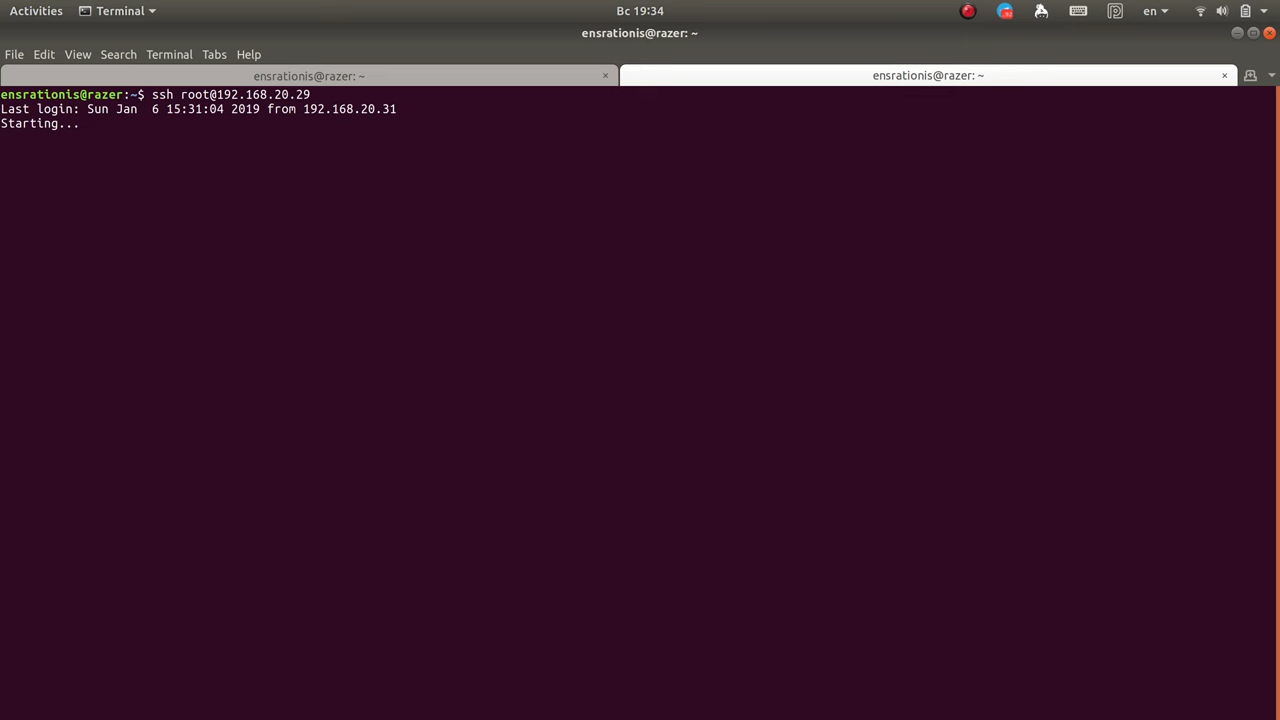 Activities Terminal Вс 19:34 en
ensrationis@razer: ~
File Edit View Search Terminal Tabs Help
ensrationis@razer: ~ × ensrationis@razer: ~ ×
ensrationis@razer:~$ ssh root@192.168.20.29
Last login: Sun Jan  6 15:31:04 2019 from 192.168.20.31
Starting...